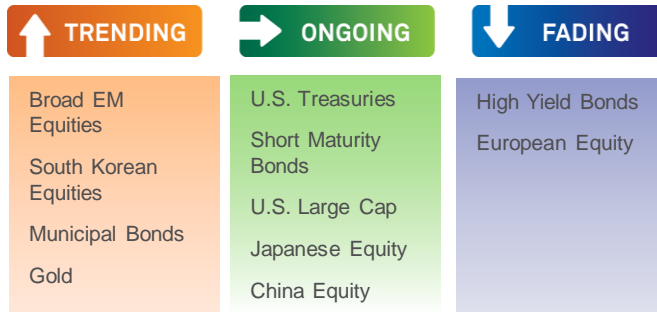 TRENDING
Broad EM
Equities
South Korean
Equities
Municipal Bonds
Gold
ONGOING
U.S. Treasuries
Short Maturity
Bonds
U.S. Large Cap
Japanese Equity
China Equity
FADING
High Yield Bonds
European Equity